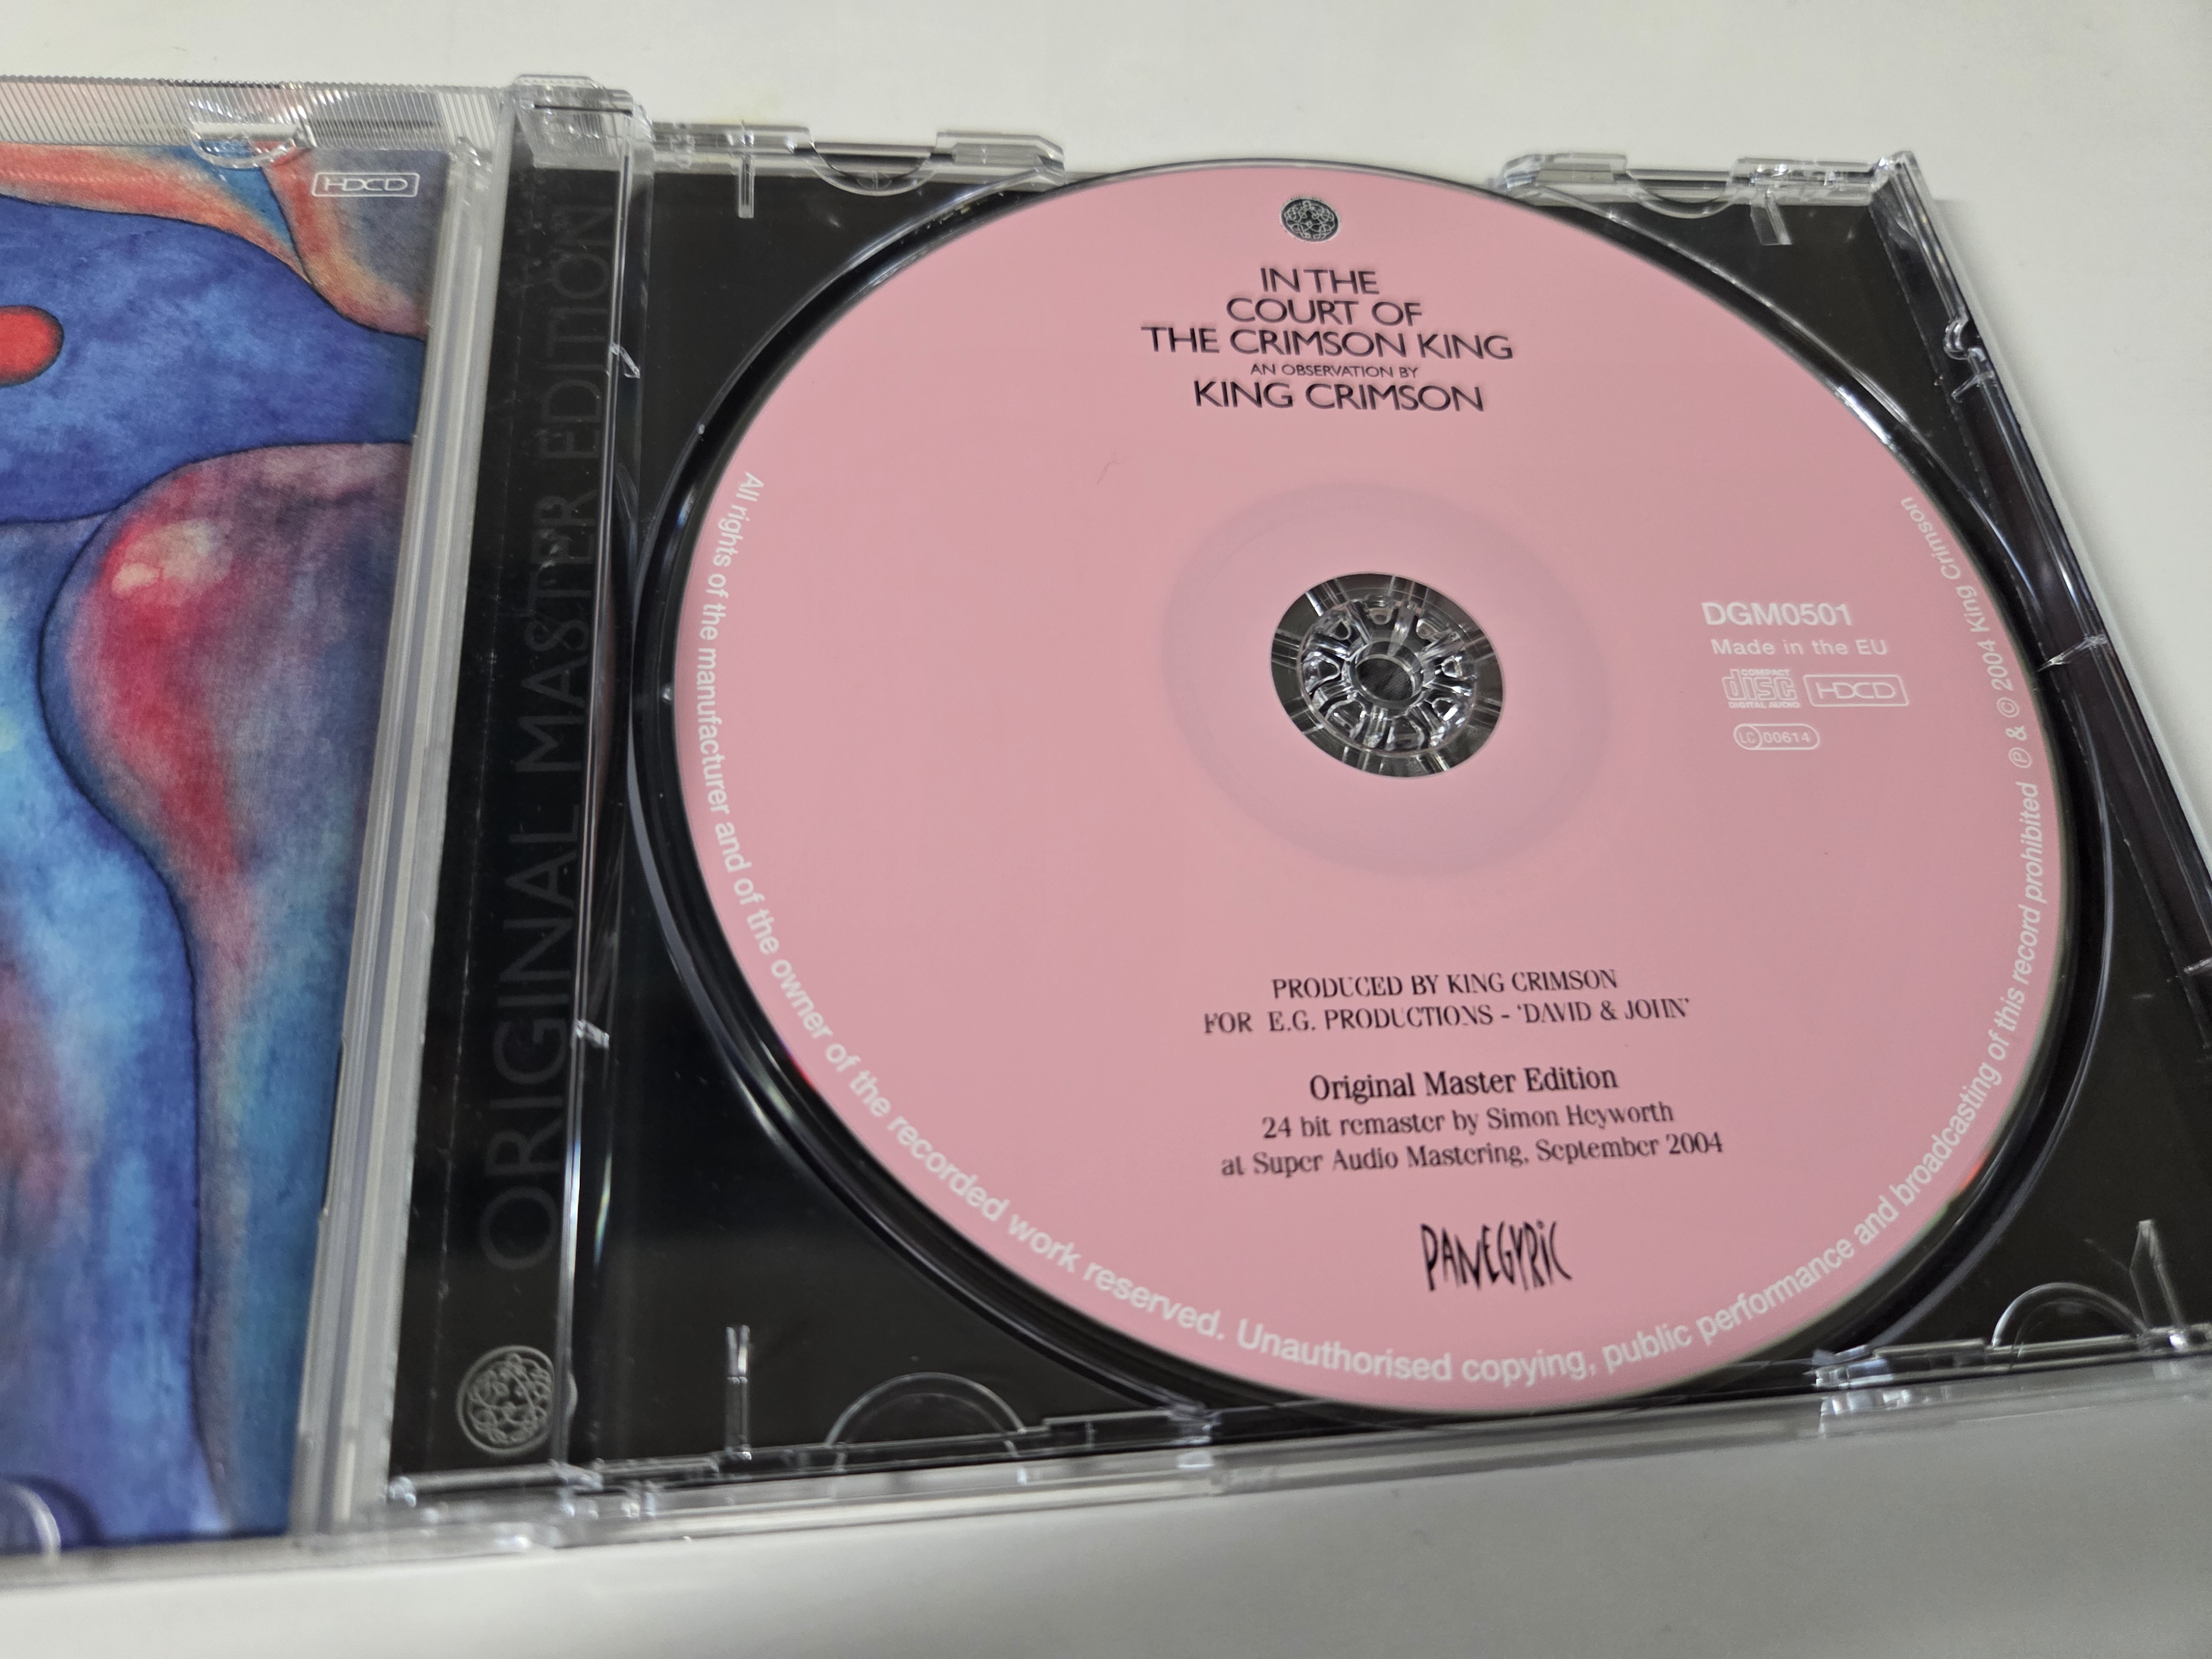 HDCD
ORIGINAL MASTER EDITION
IN THE
COURT OF
THE CRIMSON KING
AN OBSERVATION BY
KING CRIMSON
DGM0501
Made in the EU
COMPACT
disc
DIGITAL AUDIO
HDCD
LC 00614
PRODUCED BY KING CRIMSON
FOR E.G. PRODUCTIONS - 'DAVID & JOHN'
Original Master Edition
24 bit remaster by Simon Heyworth
at Super Audio Mastering, September 2004
PANEGYRIC
All rights of the manufacturer and of the owner of the recorded work reserved. Unauthorised copying, public performance and broadcasting of this record prohibited ℗ & © 2004 King Crimson